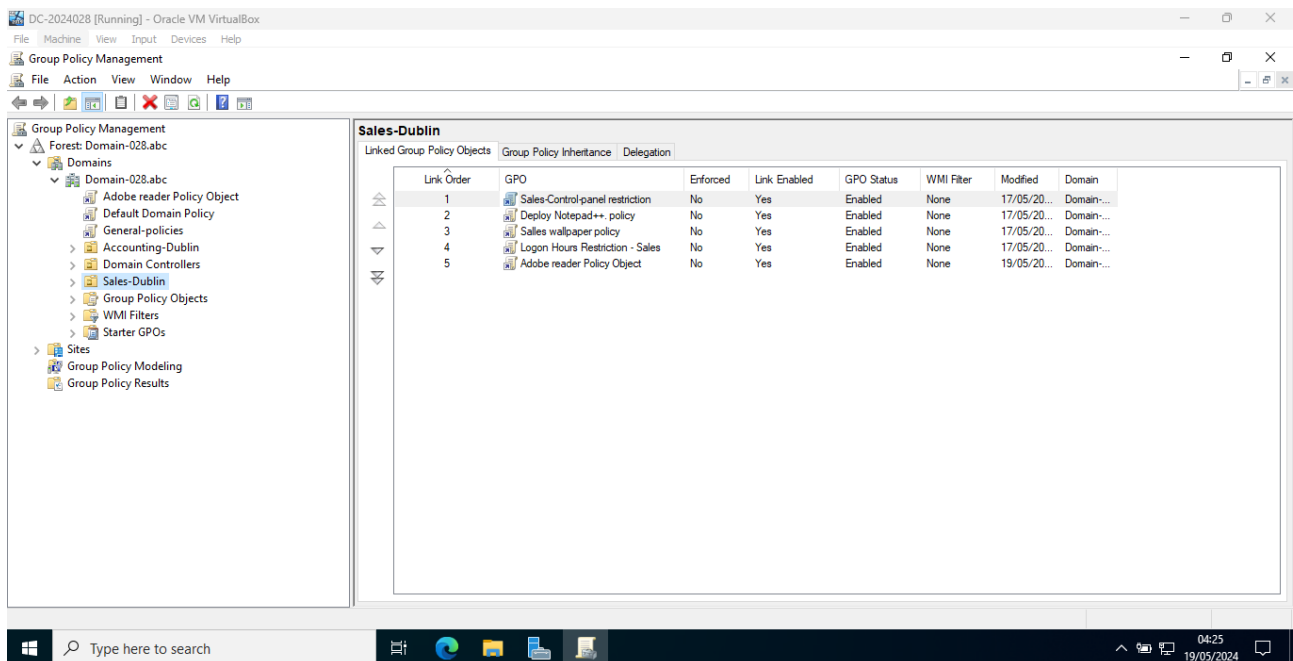 DC-2024028 [Running] - Oracle VM VirtualBox
File Machine View Input Devices Help
Group Policy Management
File Action View Window Help
Group Policy Management
Forest: Domain-028.abc
Domains
Domain-028.abc
Adobe reader Policy Object
Default Domain Policy
General-policies
Accounting-Dublin
Domain Controllers
Sales-Dublin
Group Policy Objects
WMI Filters
Starter GPOs
Sites
Group Policy Modeling
Group Policy Results
Sales-Dublin
Linked Group Policy Objects Group Policy Inheritance Delegation
Link Order GPO Enforced Link Enabled GPO Status WMI Filter Modified Domain
1 Sales-Control-panel restriction No Yes Enabled None 17/05/20... Domain-...
2 Deploy Notepad++. policy No Yes Enabled None 17/05/20... Domain-...
3 Salles wallpaper policy No Yes Enabled None 17/05/20... Domain-...
4 Logon Hours Restriction - Sales No Yes Enabled None 17/05/20... Domain-...
5 Adobe reader Policy Object No Yes Enabled None 19/05/20... Domain-...
Type here to search
04:25
19/05/2024